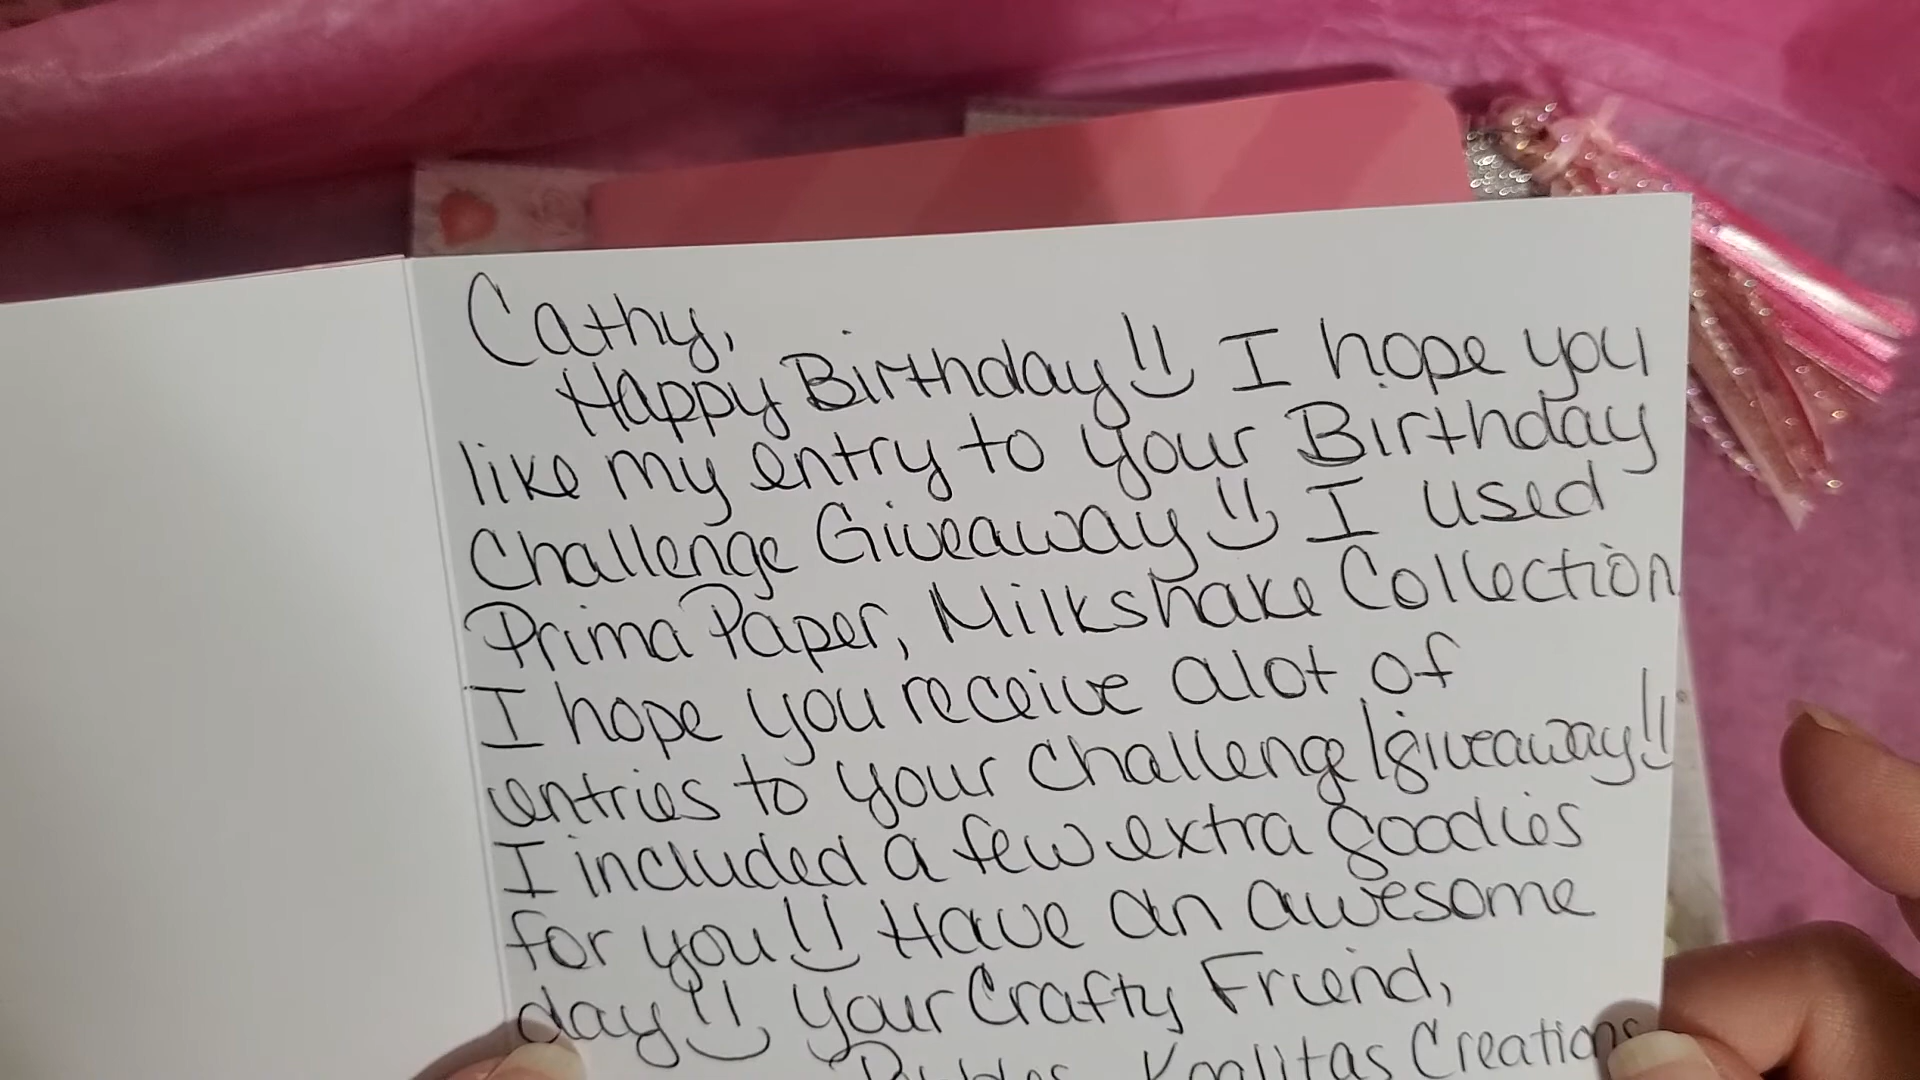 Cathy,
Happy Birthday!! I hope you
like my entry to your Birthday
Challenge Giveaway!! I used
Prima Paper, Milkshake Collection
I hope you receive alot of
entries to your challenge/giveaway!!
I included a few extra goodies
for you!! Have an awesome
day!! Your Crafty Friend,
Koalitas Creations